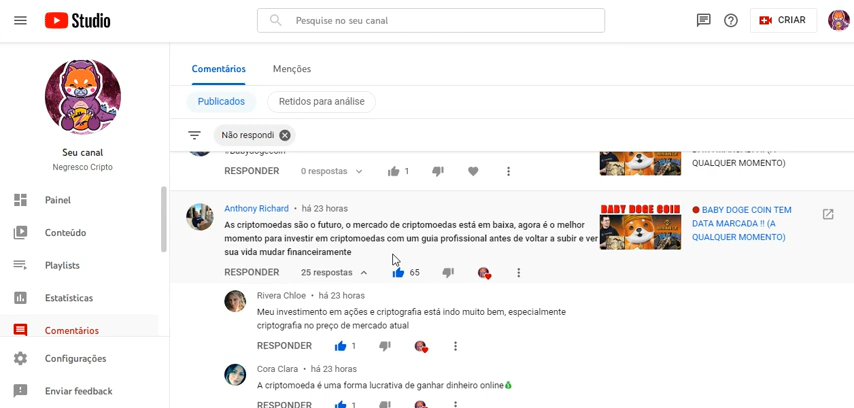 Studio
Pesquise no seu canal
CRIAR
Seu canal
Negresco Cripto
Painel
Conteúdo
Playlists
Estatísticas
Comentários
Configurações
Enviar feedback
Comentários
Menções
Publicados
Retidos para análise
Não respondi
RESPONDER 0 respostas 1
QUALQUER MOMENTO)
Anthony Richard • há 23 horas
As criptomoedas são o futuro, o mercado de criptomoedas está em baixa, agora é o melhor
momento para investir em criptomoedas com um guia profissional antes de voltar a subir e ver
sua vida mudar financeiramente
RESPONDER 25 respostas 65
BABY DOGE COIN
BABY DOGE COIN TEM
DATA MARCADA !! (A
QUALQUER MOMENTO)
Rivera Chloe • há 23 horas
Meu investimento em ações e criptografia está indo muito bem, especialmente
criptografia no preço de mercado atual
RESPONDER 1
Cora Clara • há 23 horas
A criptomoeda é uma forma lucrativa de ganhar dinheiro online
RESPONDER 1